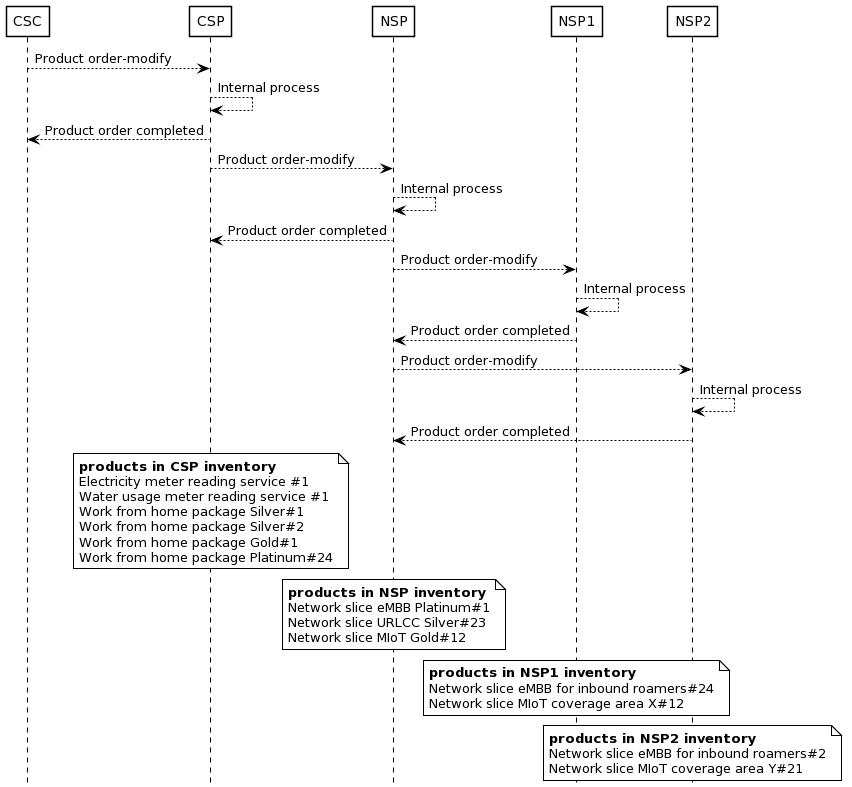 CSC
CSP
NSP
NSP1
NSP2
Product order-modify
Internal process
Product order completed
Product order-modify
Internal process
Product order completed
Product order-modify
Internal process
Product order completed
Product order-modify
Internal process
Product order completed
products in CSP inventory
Electricity meter reading service #1
Water usage meter reading service #1
Work from home package Silver#1
Work from home package Silver#2
Work from home package Gold#1
Work from home package Platinum#24
products in NSP inventory
Network slice eMBB Platinum#1
Network slice URLCC Silver#23
Network slice MIoT Gold#12
products in NSP1 inventory
Network slice eMBB for inbound roamers#24
Network slice MIoT coverage area X#12
products in NSP2 inventory
Network slice eMBB for inbound roamers#2
Network slice MIoT coverage area Y#21